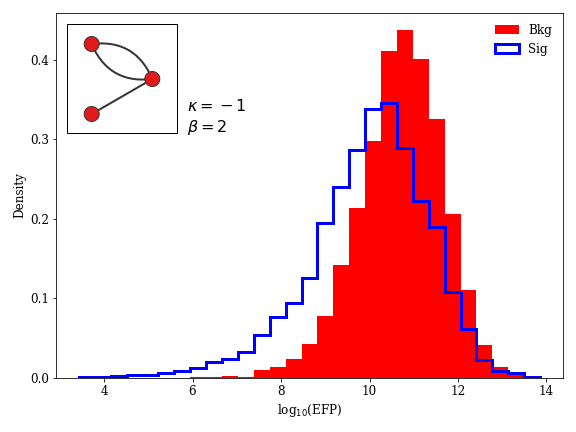 Bkg
Sig
κ = −1
β = 2
Density
0.4
0.3
0.2
0.1
0.0
4 6 8 10 12 14
log₁₀(EFP)